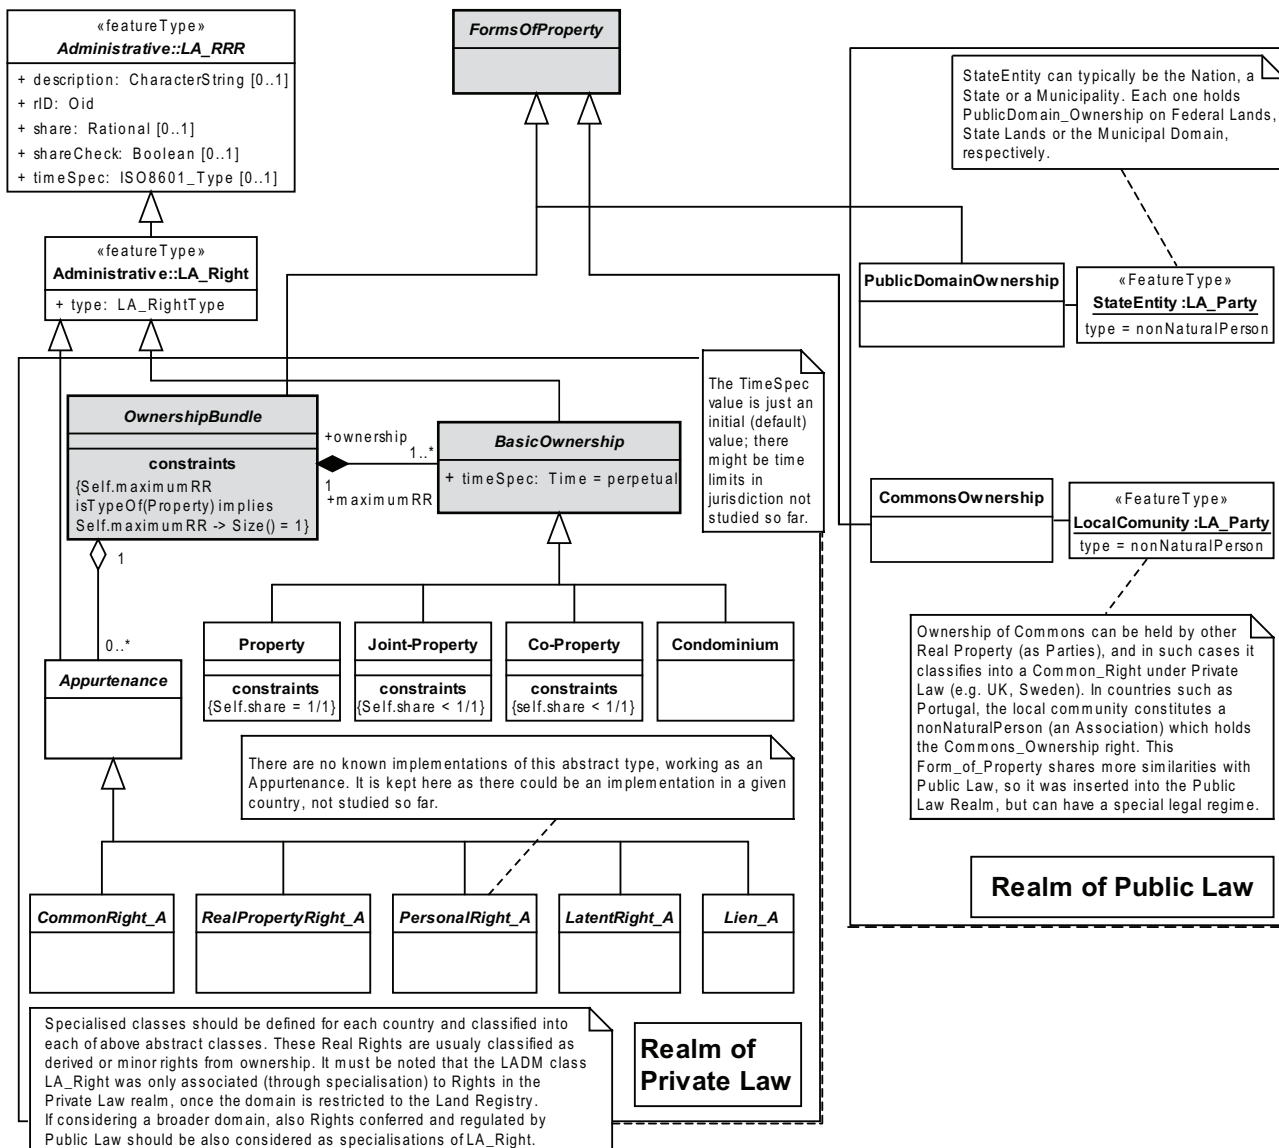 «featureType»
Administrative::LA_RRR
+ description: CharacterString [0..1]
+ rID: Oid
+ share: Rational [0..1]
+ shareCheck: Boolean [0..1]
+ timeSpec: ISO8601_Type [0..1]
FormsOfProperty
StateEntity can typically be the Nation, a
State or a Municipality. Each one holds
PublicDomain_Ownership on Federal Lands,
State Lands or the Municipal Domain,
respectively.
«featureType»
Administrative::LA_Right
+ type: LA_RightType
PublicDomainOwnership
«FeatureType»
StateEntity :LA_Party
type = nonNaturalPerson
The TimeSpec
value is just an
initial (default)
value; there
might be time
limits in
jurisdiction not
studied so far.
OwnershipBundle
constraints
{Self.maximumRR
isTypeOf(Property) implies
Self.maximumRR -> Size() = 1}
+ownership
1..*
1
+maximumRR
BasicOwnership
+ timeSpec: Time = perpetual
CommonsOwnership
«FeatureType»
LocalComunity :LA_Party
type = nonNaturalPerson
1
0..*
Property
constraints
{Self.share = 1/1}
Joint-Property
constraints
{Self.share < 1/1}
Co-Property
constraints
{self.share < 1/1}
Condominium
Appurtenance
Ownership of Commons can be held by other
Real Property (as Parties), and in such cases it
classifies into a Common_Right under Private
Law (e.g. UK, Sweden). In countries such as
Portugal, the local community constitutes a
nonNaturalPerson (an Association) which holds
the Commons_Ownership right. This
Form_of_Property shares more similarities with
Public Law, so it was inserted into the Public
Law Realm, but can have a special legal regime.
There are no known implementations of this abstract type, working as an
Appurtenance. It is kept here as there could be an implementation in a given
country, not studied so far.
Realm of Public Law
CommonRight_A
RealPropertyRight_A
PersonalRight_A
LatentRight_A
Lien_A
Specialised classes should be defined for each country and classified into
each of above abstract classes. These Real Rights are usualy classified as
derived or minor rights from ownership. It must be noted that the LADM class
LA_Right was only associated (through specialisation) to Rights in the
Private Law realm, once the domain is restricted to the Land Registry.
If considering a broader domain, also Rights conferred and regulated by
Public Law should be also considered as specialisations of LA_Right.
Realm of
Private Law